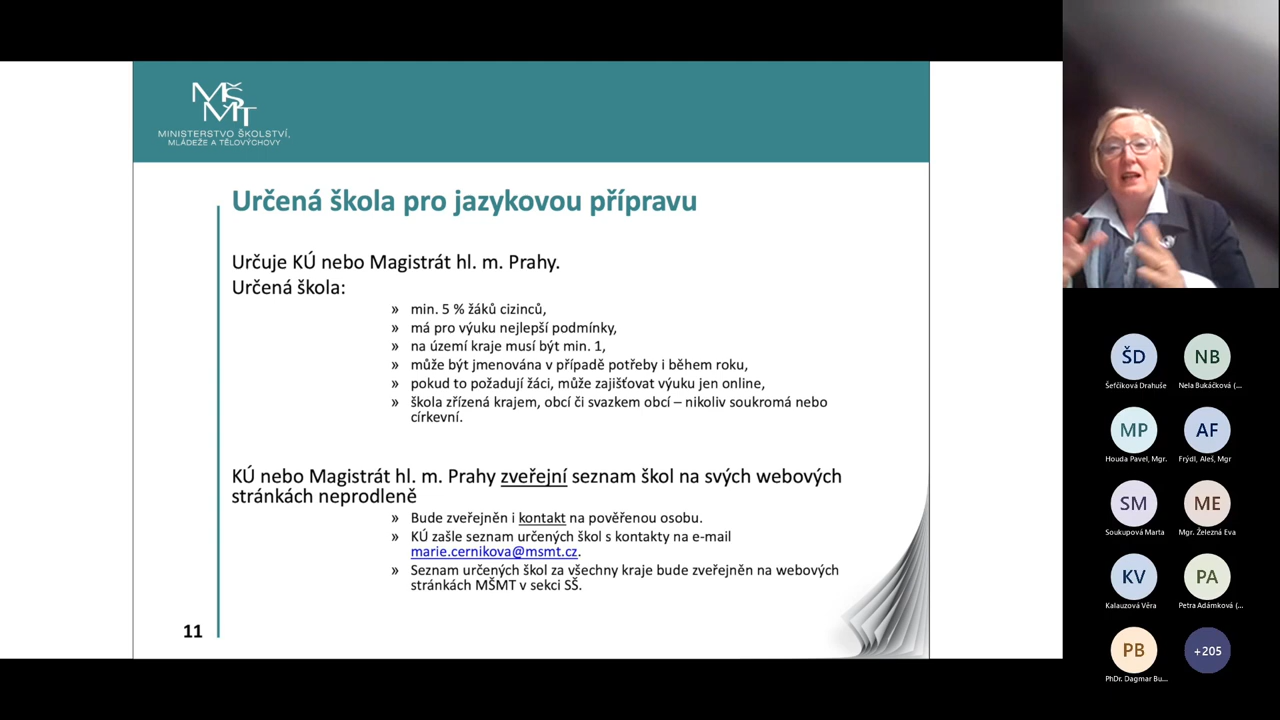 MŠMT
MINISTERSTVO ŠKOLSTVÍ,
MLÁDEŽE A TĚLOVÝCHOVY
Určená škola pro jazykovou přípravu
Určuje KÚ nebo Magistrát hl. m. Prahy.
Určená škola:
» min. 5 % žáků cizinců,
» má pro výuku nejlepší podmínky,
» na území kraje musí být min. 1,
» může být jmenována v případě potřeby i během roku,
» pokud to požadují žáci, může zajišťovat výuku jen online,
» škola zřízená krajem, obcí či svazkem obcí – nikoliv soukromá nebo
církevní.
KÚ nebo Magistrát hl. m. Prahy zveřejní seznam škol na svých webových
stránkách neprodleně
» Bude zveřejněn i kontakt na pověřenou osobu.
» KÚ zašle seznam určených škol s kontakty na e-mail
marie.cernikova@msmt.cz.
» Seznam určených škol za všechny kraje bude zveřejněn na webových
stránkách MŠMT v sekci SŠ.
11
ŠD
Šefčíková Drahuše
NB
Nela Bukáčková (...
MP
Houda Pavel, Mgr.
AF
Frýdl, Aleš, Mgr
SM
Soukupová Marta
ME
Mgr. Železná Eva
KV
Kalauzová Věra
PA
Petra Adámková (...
PB
PhDr. Dagmar Bu...
+205